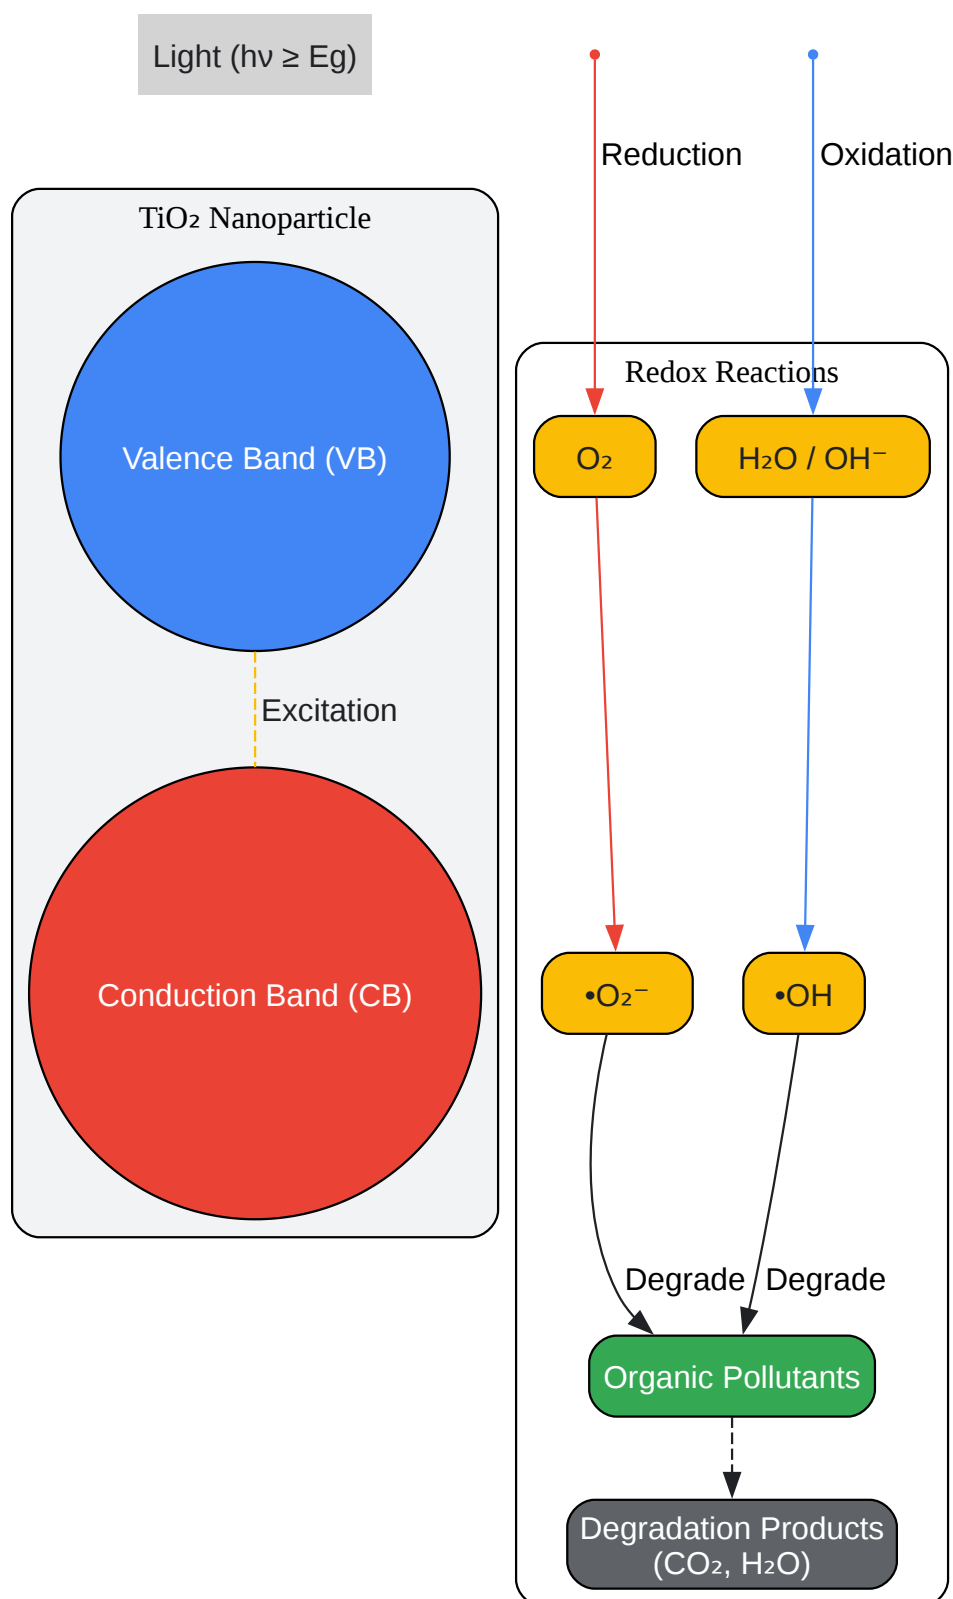 Light (hν ≥ Eg)
Reduction
Oxidation
TiO₂ Nanoparticle
Valence Band (VB)
Excitation
Conduction Band (CB)
Redox Reactions
O₂
H₂O / OH⁻
•O₂⁻
•OH
Degrade
Degrade
Organic Pollutants
Degradation Products
(CO₂, H₂O)